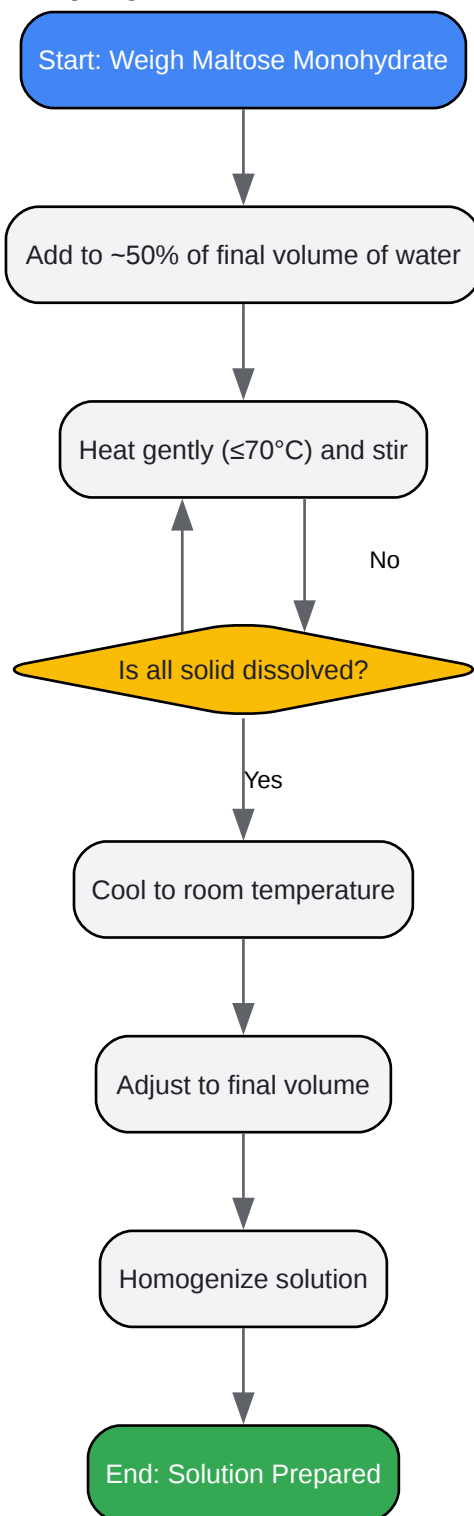 Start: Weigh Maltose Monohydrate
Add to ~50% of final volume of water
Heat gently (≤70°C) and stir
No
Is all solid dissolved?
Yes
Cool to room temperature
Adjust to final volume
Homogenize solution
End: Solution Prepared